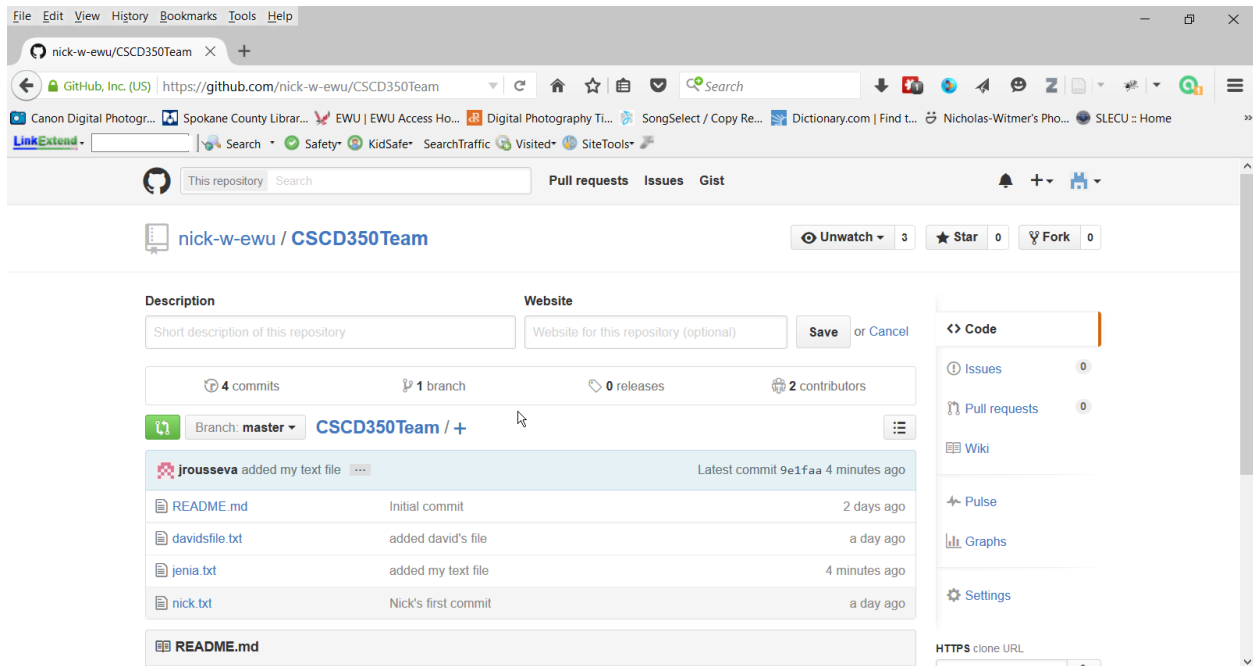 File Edit View History Bookmarks Tools Help
nick-w-ewu/CSCD350Team
GitHub, Inc. (US) https://github.com/nick-w-ewu/CSCD350Team Search
Canon Digital Photogr... Spokane County Librar... EWU | EWU Access Ho... Digital Photography Ti... SongSelect / Copy Re... Dictionary.com | Find t... Nicholas-Witmer's Pho... SLECU :: Home
LinkExtend Search Safety KidSafe SearchTraffic Visited SiteTools
This repository Search Pull requests Issues Gist
nick-w-ewu / CSCD350Team Unwatch 3 Star 0 Fork 0
Description Website
Short description of this repository Website for this repository (optional) Save or Cancel
<> Code
4 commits 1 branch 0 releases 2 contributors
Issues 0
Pull requests 0
Branch: master CSCD350Team / +
Wiki
jrousseva added my text file ... Latest commit 9e1faa 4 minutes ago
README.md Initial commit 2 days ago
Pulse
davidsfile.txt added david's file a day ago
Graphs
jenia.txt added my text file 4 minutes ago
nick.txt Nick's first commit a day ago
Settings
README.md
HTTPS clone URL